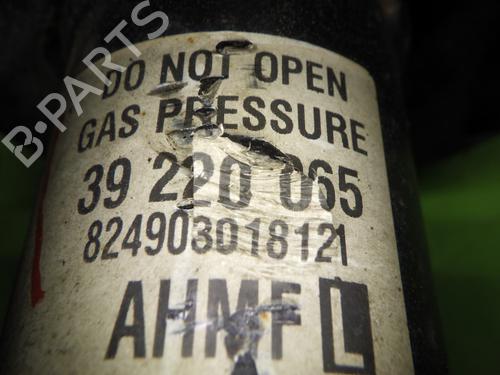 DO NOT OPEN
GAS PRESSURE
39 220 065
824903018121
AHMF L
B-PARTS